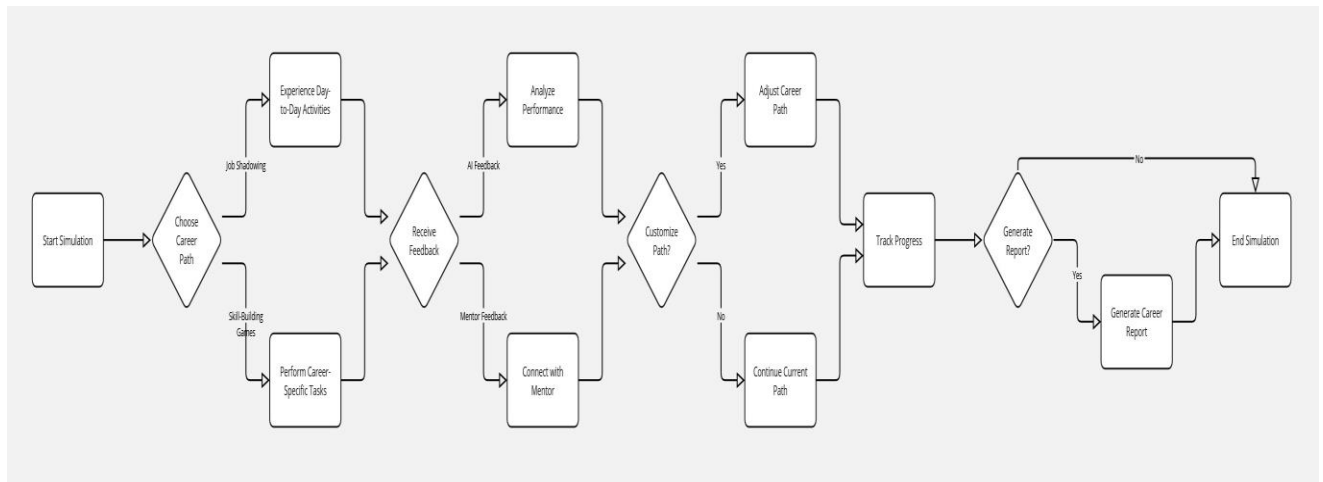 Start Simulation
Choose
Career
Path
Job Shadowing
Experience Day-
to-Day Activities
Skill-Building
Games
Perform Career-
Specific Tasks
Receive
Feedback
AI Feedback
Analyze
Performance
Mentor Feedback
Connect with
Mentor
Customize
Path?
Yes
Adjust Career
Path
No
Continue Current
Path
Track Progress
Generate
Report?
No
Yes
Generate Career
Report
End Simulation